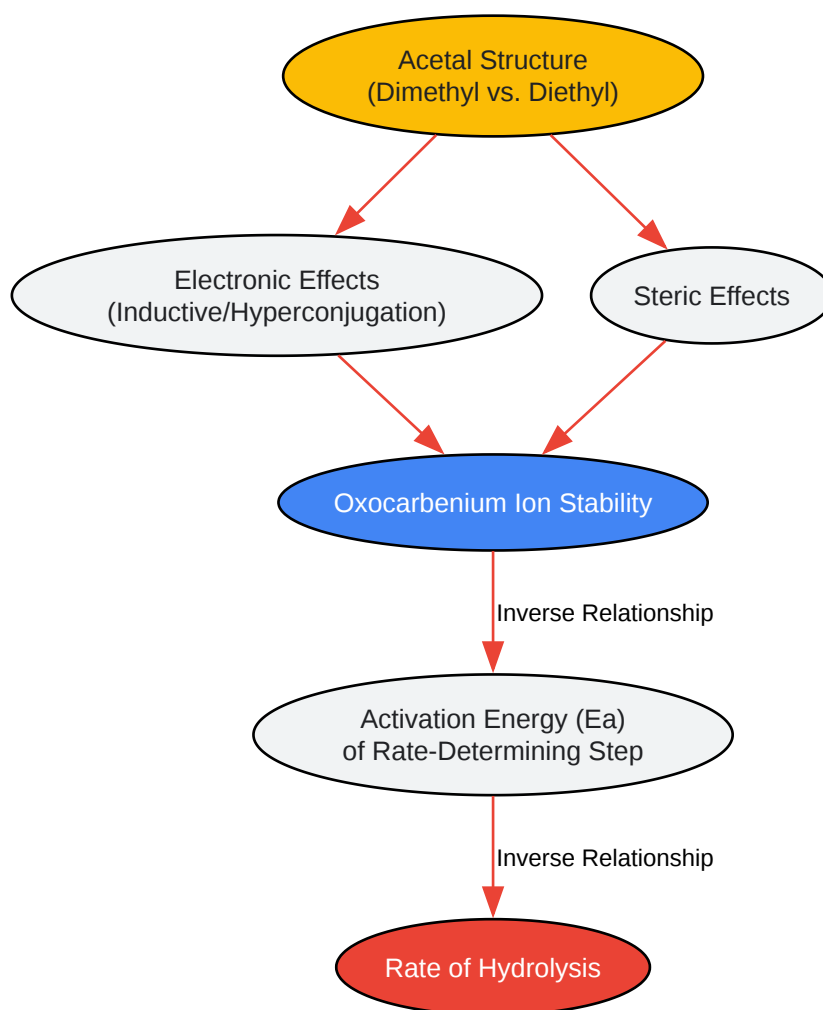 Acetal Structure
(Dimethyl vs. Diethyl)
Electronic Effects
(Inductive/Hyperconjugation)
Steric Effects
Oxocarbenium Ion Stability
Inverse Relationship
Activation Energy (Ea)
of Rate-Determining Step
Inverse Relationship
Rate of Hydrolysis